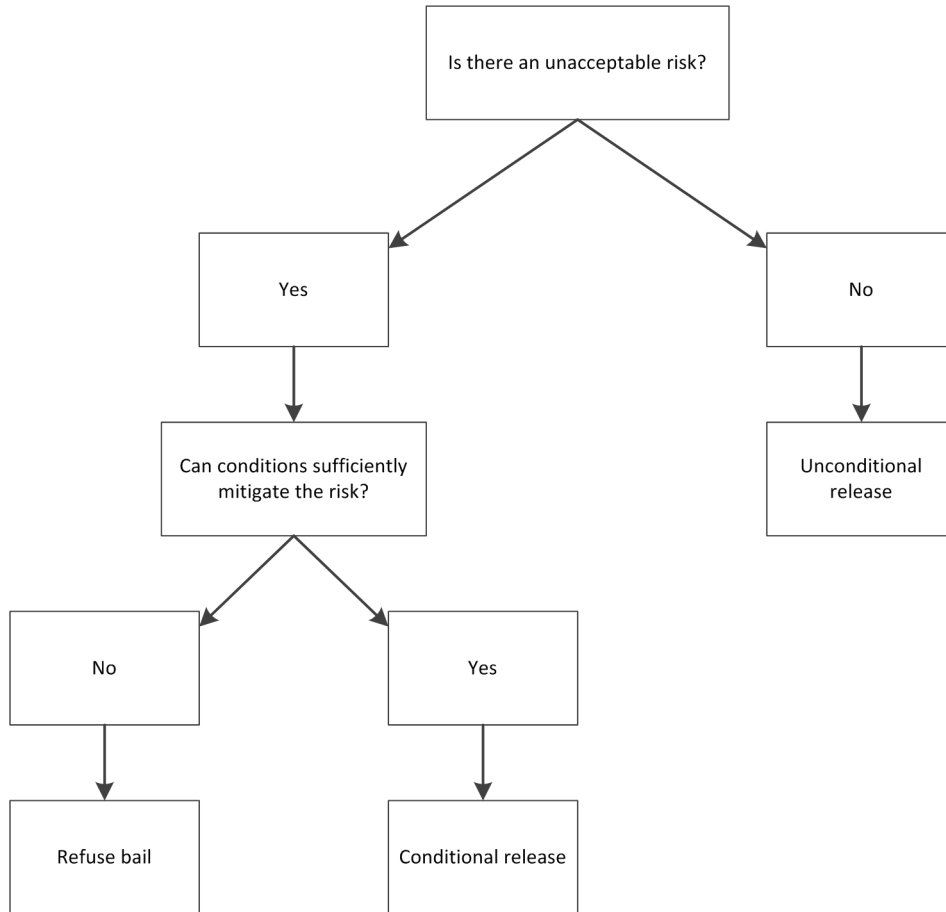 Is there an unacceptable risk?
Yes
No
Can conditions sufficiently
mitigate the risk?
Unconditional
release
No
Yes
Refuse bail
Conditional release